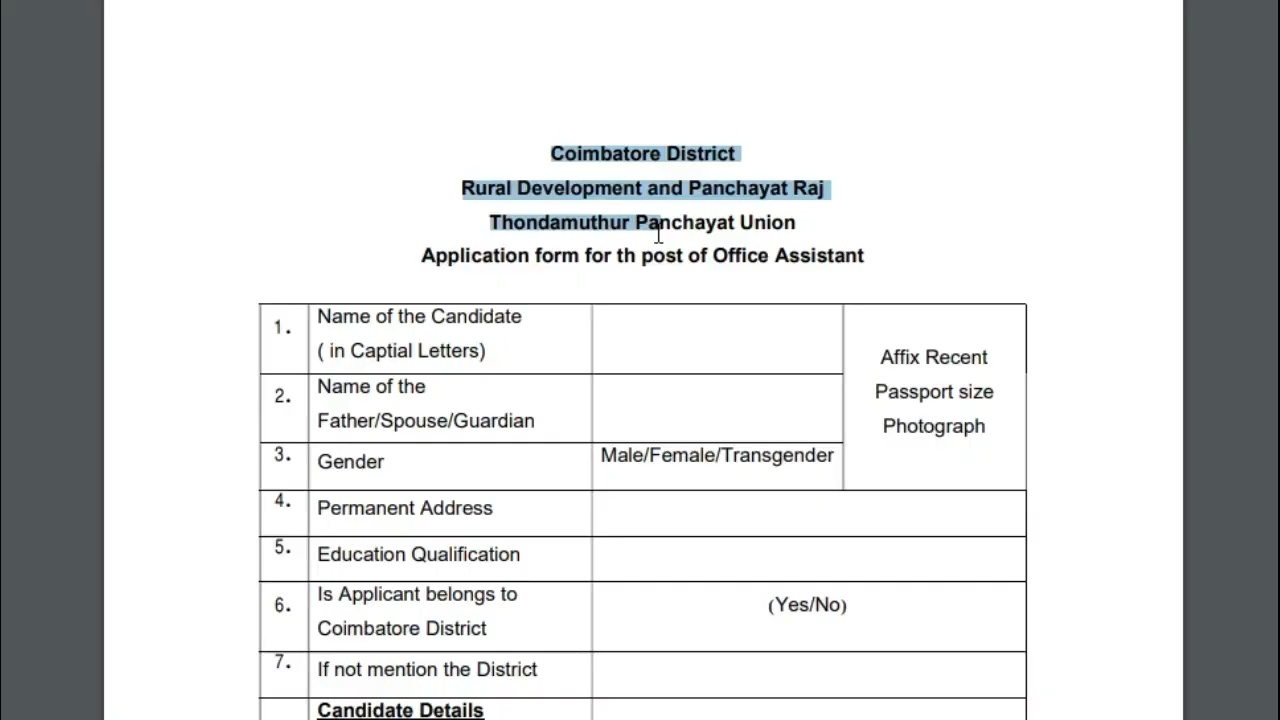 Coimbatore District
Rural Development and Panchayat Raj
Thondamuthur Panchayat Union
Application form for th post of Office Assistant
1. Name of the Candidate
( in Captial Letters)
Affix Recent
Passport size
Photograph
2. Name of the
Father/Spouse/Guardian
3. Gender Male/Female/Transgender
4. Permanent Address
5. Education Qualification
6. Is Applicant belongs to
Coimbatore District
(Yes/No)
7. If not mention the District
Candidate Details